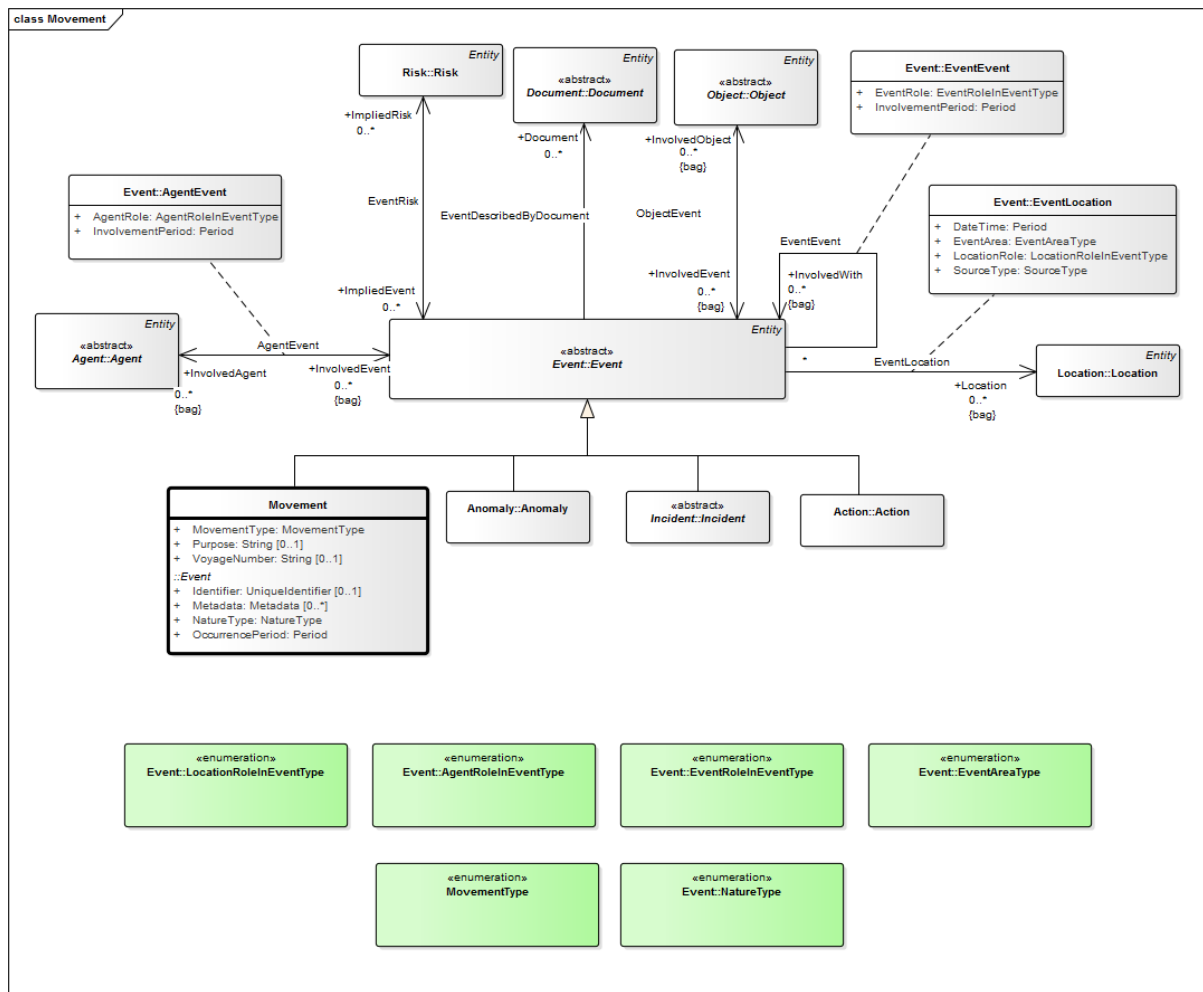 class Movement
Entity
Risk::Risk
Entity
«abstract»
Document::Document
Entity
«abstract»
Object::Object
Event::EventEvent
+ EventRole: EventRoleInEventType
+ InvolvementPeriod: Period
+ImpliedRisk
0..*
+Document
0..*
+InvolvedObject
0..*
{bag}
Event::AgentEvent
+ AgentRole: AgentRoleInEventType
+ InvolvementPeriod: Period
Event::EventLocation
+ DateTime: Period
+ EventArea: EventAreaType
+ LocationRole: LocationRoleInEventType
+ SourceType: SourceType
EventRisk
EventDescribedByDocument
ObjectEvent
EventEvent
+InvolvedWith
0..*
{bag}
+ImpliedEvent
0..*
+InvolvedEvent
0..*
{bag}
Entity
«abstract»
Agent::Agent
AgentEvent
+InvolvedAgent
0..*
{bag}
+InvolvedEvent
0..*
{bag}
Entity
«abstract»
Event::Event
*
EventLocation
+Location
0..*
{bag}
Entity
Location::Location
Movement
+ MovementType: MovementType
+ Purpose: String [0..1]
+ VoyageNumber: String [0..1]
::Event
+ Identifier: UniqueIdentifier [0..1]
+ Metadata: Metadata [0..*]
+ NatureType: NatureType
+ OccurrencePeriod: Period
Anomaly::Anomaly
«abstract»
Incident::Incident
Action::Action
«enumeration»
Event::LocationRoleInEventType
«enumeration»
Event::AgentRoleInEventType
«enumeration»
Event::EventRoleInEventType
«enumeration»
Event::EventAreaType
«enumeration»
MovementType
«enumeration»
Event::NatureType